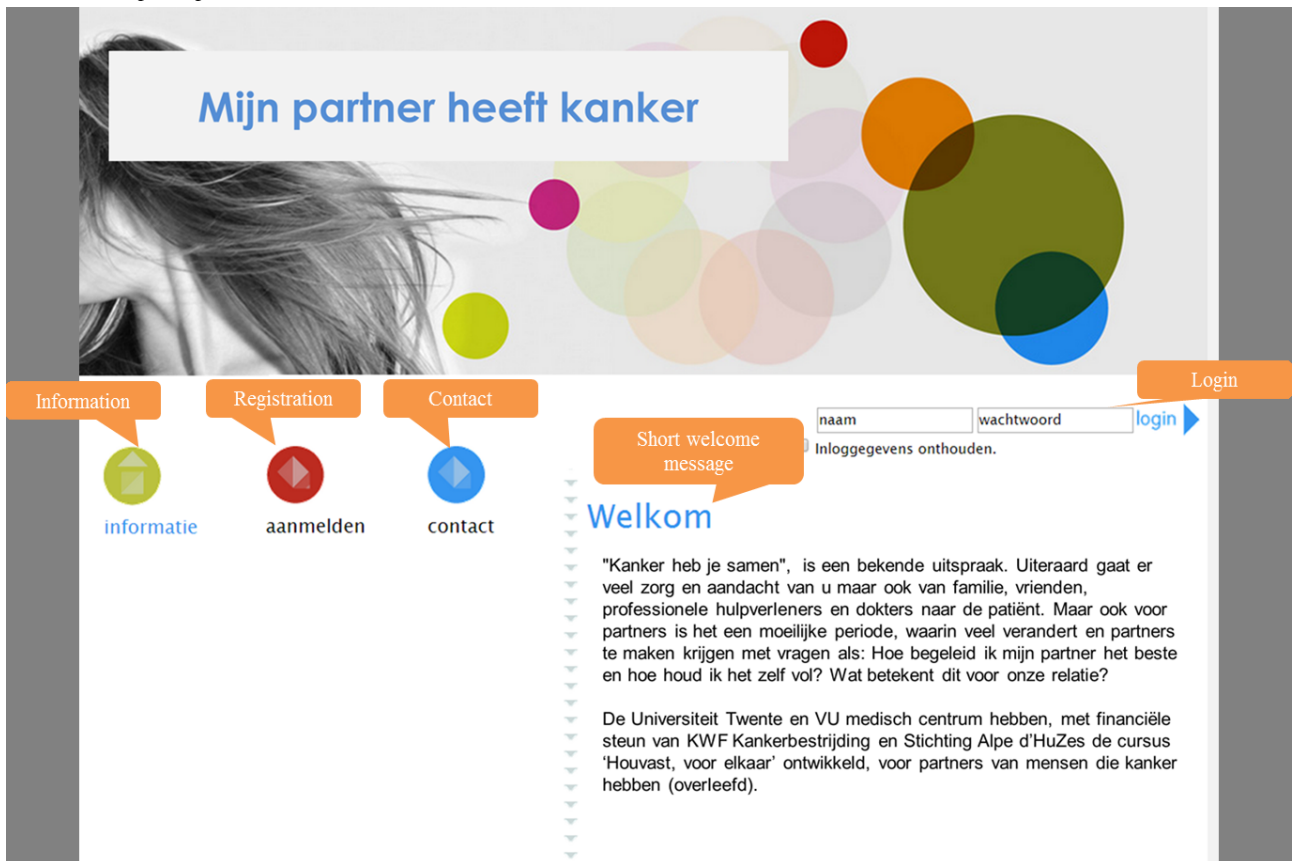 Mijn partner heeft kanker
Information
Registration
Contact
Login
informatie
aanmelden
contact
naam
wachtwoord
login
Inloggegevens onthouden.
Short welcome
message
Welkom
"Kanker heb je samen", is een bekende uitspraak. Uiteraard gaat er
veel zorg en aandacht van u maar ook van familie, vrienden,
professionele hulpverleners en dokters naar de patiënt. Maar ook voor
partners is het een moeilijke periode, waarin veel verandert en partners
te maken krijgen met vragen als: Hoe begeleid ik mijn partner het beste
en hoe houd ik het zelf vol? Wat betekent dit voor onze relatie?
De Universiteit Twente en VU medisch centrum hebben, met financiële
steun van KWF Kankerbestrijding en Stichting Alpe d'HuZes de cursus
'Houvast, voor elkaar' ontwikkeld, voor partners van mensen die kanker
hebben (overleefd).